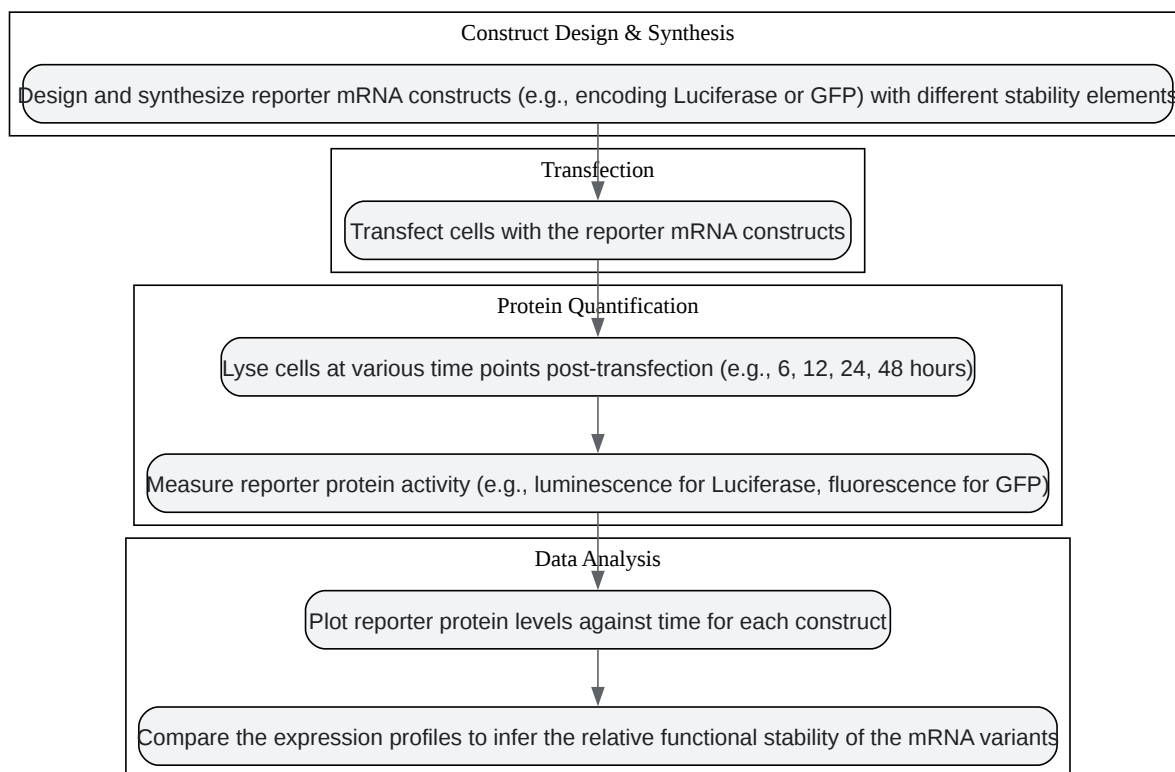 Construct Design & Synthesis
Design and synthesize reporter mRNA constructs (e.g., encoding Luciferase or GFP) with different stability elements
Transfection
Transfect cells with the reporter mRNA constructs
Protein Quantification
Lyse cells at various time points post-transfection (e.g., 6, 12, 24, 48 hours)
Measure reporter protein activity (e.g., luminescence for Luciferase, fluorescence for GFP)
Data Analysis
Plot reporter protein levels against time for each construct
Compare the expression profiles to infer the relative functional stability of the mRNA variants